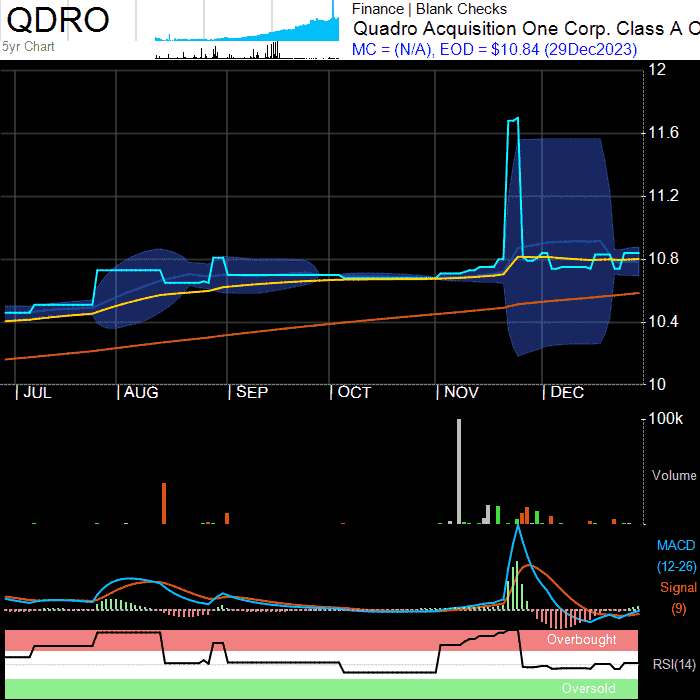 QDRO
5yr Chart
Finance | Blank Checks
Quadro Acquisition One Corp. Class A O
MC = (N/A), EOD = $10.84 (29Dec2023)
12
11.6
11.2
10.8
10.4
10
JUL
AUG
SEP
OCT
NOV
DEC
100k
Volume
MACD
(12-26)
Signal
(9)
Overbought
RSI(14)
Oversold